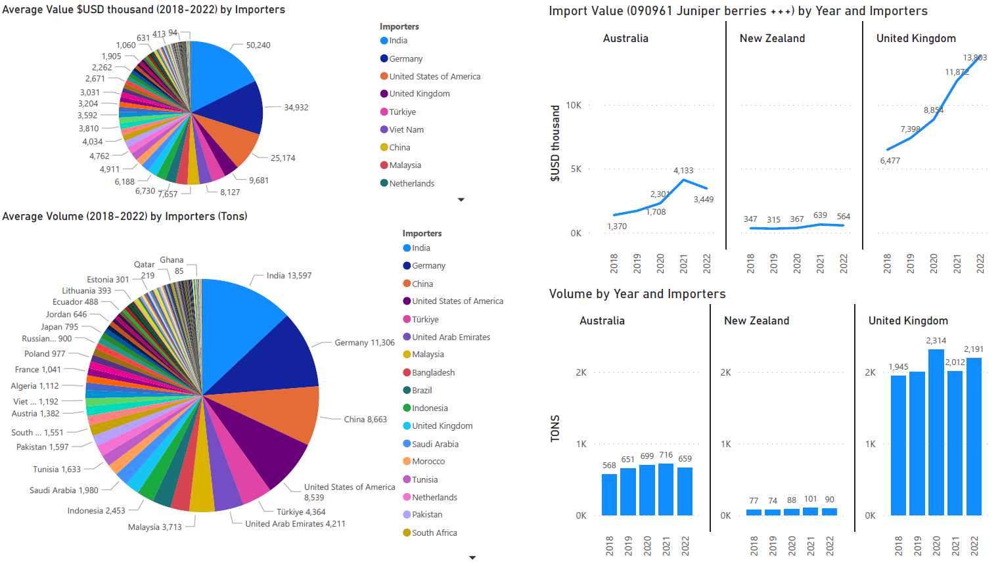 Average Value $USD thousand (2018-2022) by Importers
94
413
631
1,060
1,905
2,262
2,671
3,031
3,204
3,592
3,810
4,034
4,762
4,911
6,188
6,730
7,657
8,127
9,681
25,174
34,932
50,240
Importers
India
Germany
United States of America
United Kingdom
Türkiye
Viet Nam
China
Malaysia
Netherlands
Average Volume (2018-2022) by Importers (Tons)
Ghana
85
Qatar
219
Estonia 301
Lithuania 393
Ecuador 488
Jordan 646
Japan 795
Russian... 900
Poland 977
France 1,041
Algeria 1,112
Viet ... 1,192
Austria 1,382
South ... 1,551
Pakistan 1,597
Tunisia 1,633
Saudi Arabia 1,980
Indonesia 2,453
Malaysia 3,713
United Arab Emirates 4,211
Türkiye 4,364
United States of America
8,539
China 8,663
Germany 11,306
India 13,597
Importers
India
Germany
China
United States of America
Türkiye
United Arab Emirates
Malaysia
Bangladesh
Brazil
Indonesia
United Kingdom
Saudi Arabia
Morocco
Tunisia
Netherlands
Pakistan
South Africa
Import Value (090961 Juniper berries +++) by Year and Importers
$USD thousand
10K
5K
0K
Australia
1,370
1,708
2,301
4,133
3,449
2018
2019
2020
2021
2022
New Zealand
347
315
367
639
564
2018
2019
2020
2021
2022
United Kingdom
6,477
7,398
8,854
11,872
13,803
2018
2019
2020
2021
2022
Volume by Year and Importers
TONS
Australia
2K
1K
0K
568
651
699
716
659
2018
2019
2020
2021
2022
New Zealand
2K
1K
0K
77
74
88
101
90
2018
2019
2020
2021
2022
United Kingdom
2K
1K
0K
1,945
2,314
2,012
2,191
2018
2019
2020
2021
2022